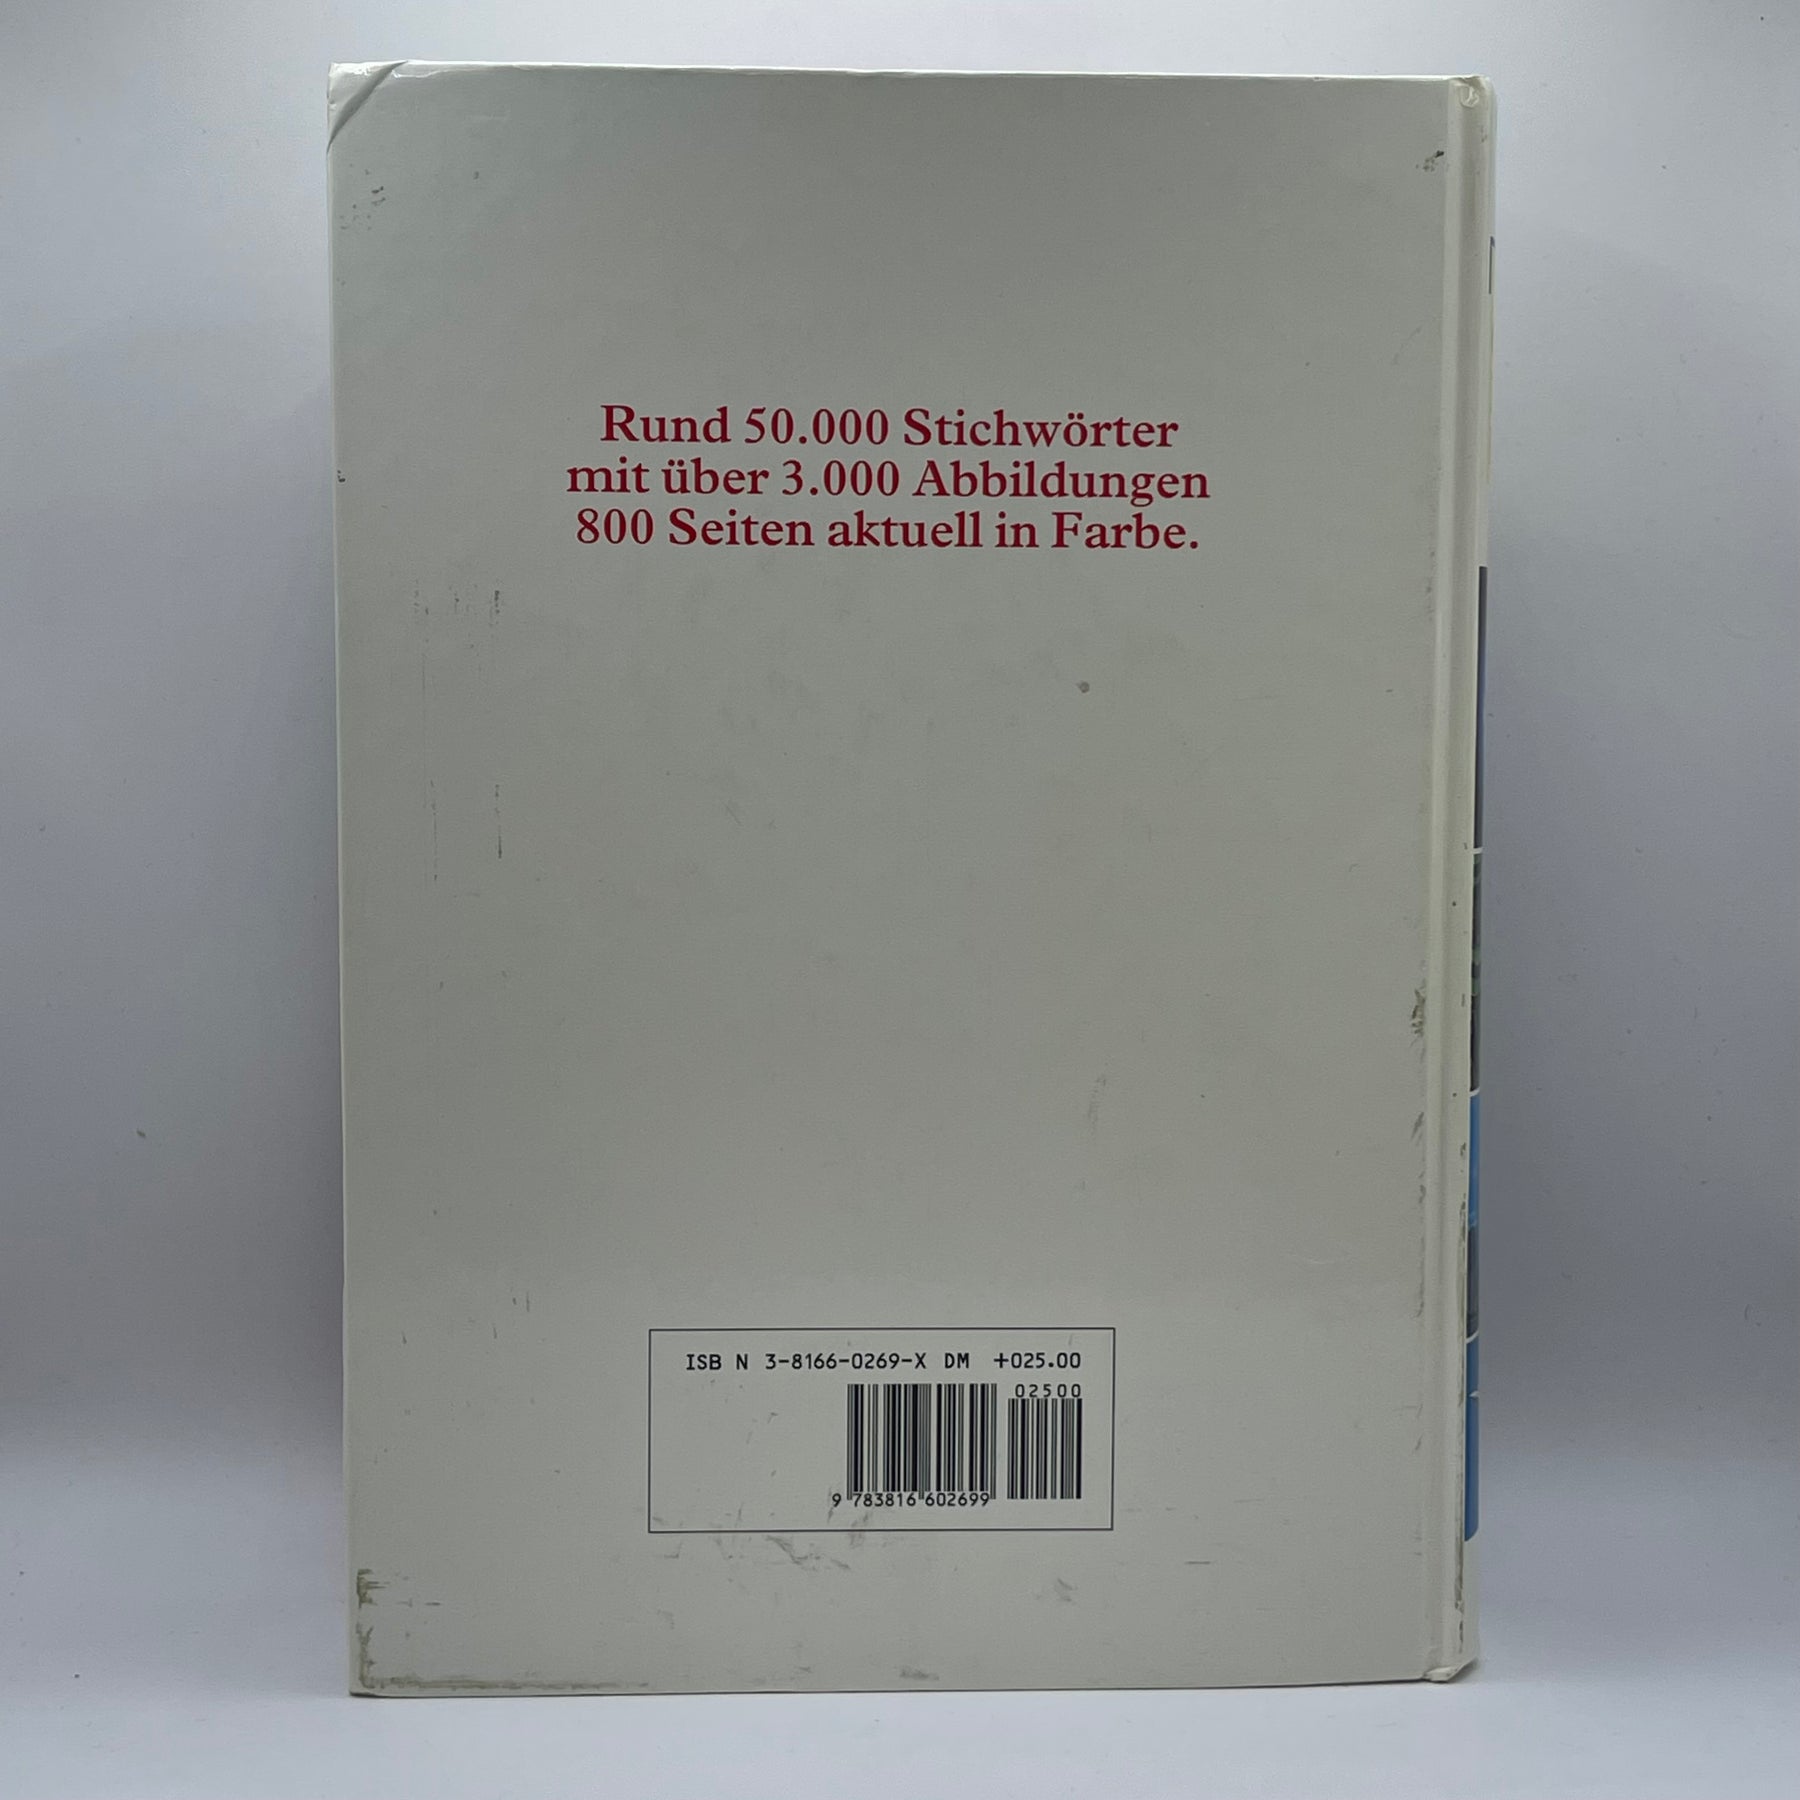 Rund 50.000 Stichwörter
mit über 3.000 Abbildungen
800 Seiten aktuell in Farbe.
ISB N 3-8166-0269-X DM +025.00
02500
9 783816 602699